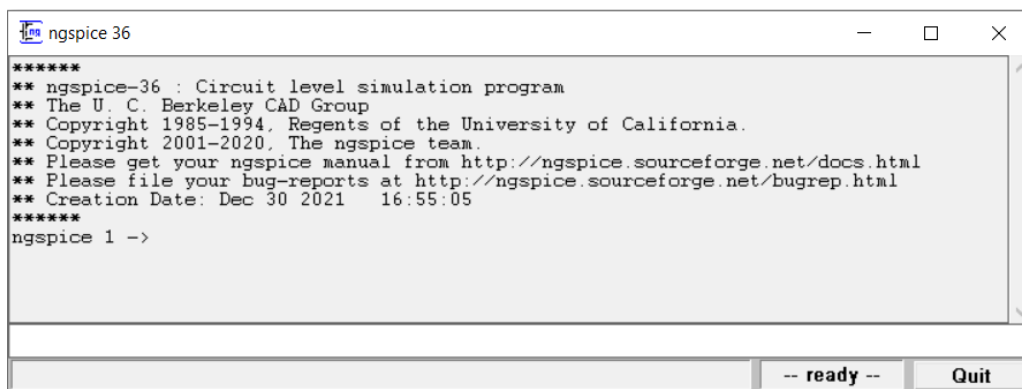 ngspice 36
******
** ngspice-36 : Circuit level simulation program
** The U. C. Berkeley CAD Group
** Copyright 1985-1994, Regents of the University of California.
** Copyright 2001-2020, The ngspice team.
** Please get your ngspice manual from http://ngspice.sourceforge.net/docs.html
** Please file your bug-reports at http://ngspice.sourceforge.net/bugrep.html
** Creation Date: Dec 30 2021   16:55:05
******
ngspice 1 ->
-- ready -- Quit